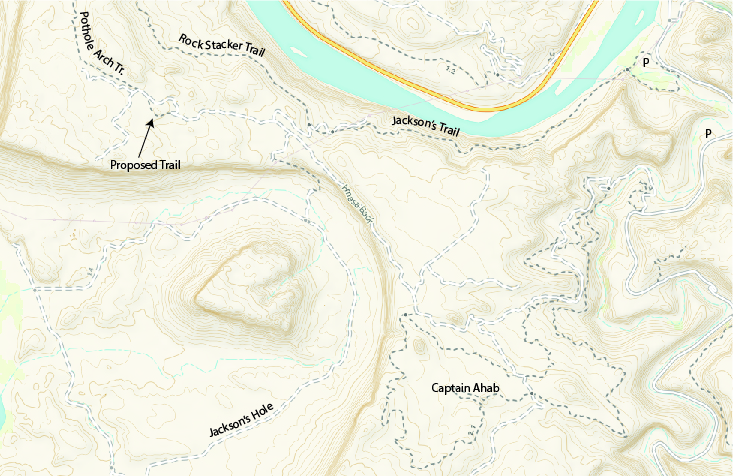 Pothole Arch Tr.
Rock Stacker Trail
P
Jackson's Trail
P
Proposed Trail
Captain Ahab
Jackson's Hole